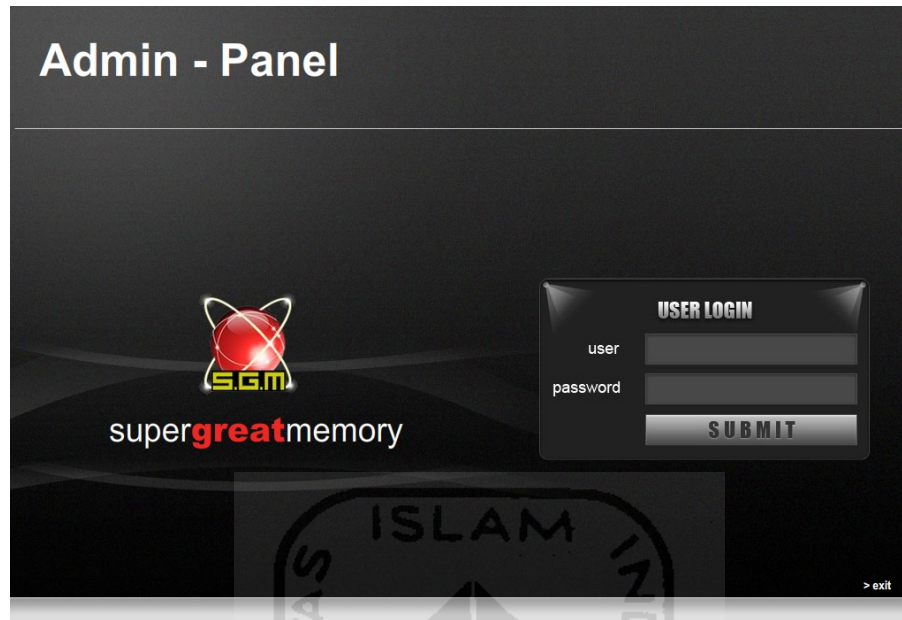 Admin - Panel
USER LOGIN
user
password
SUBMIT
S.G.M
supergreatmemory
ISLAM
> exit